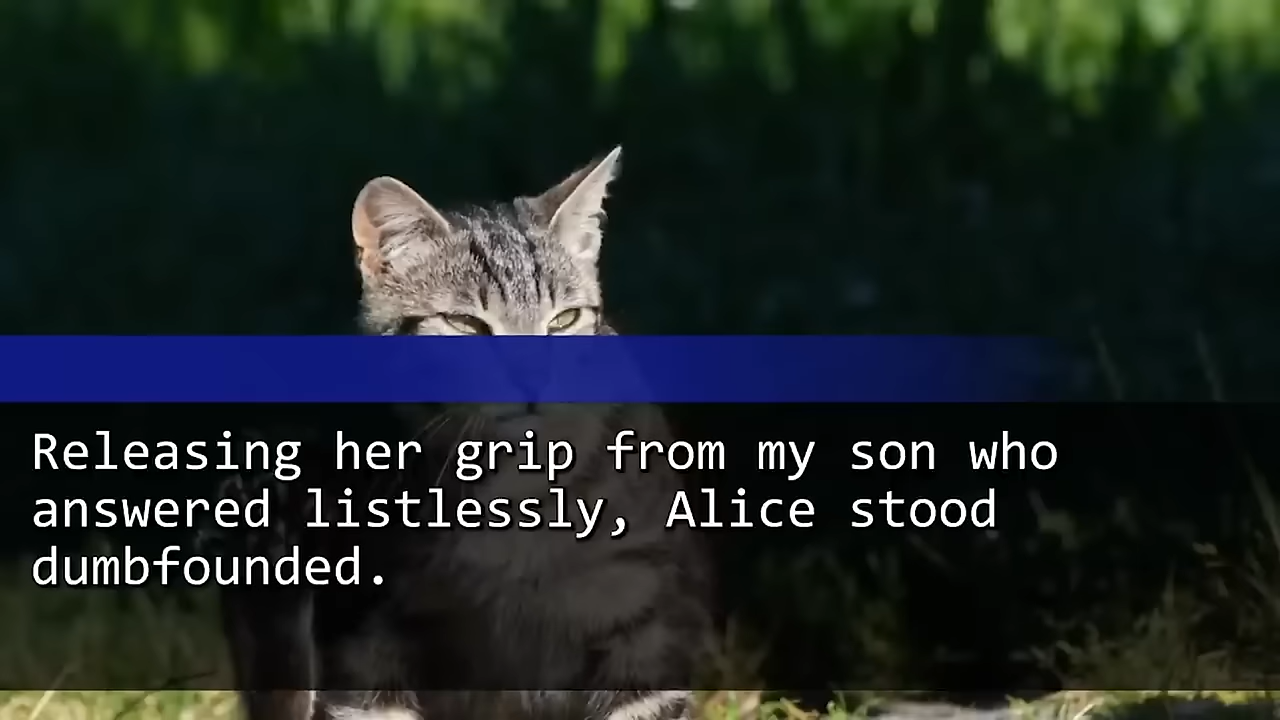 Releasing her grip from my son who
answered listlessly, Alice stood
dumbfounded.